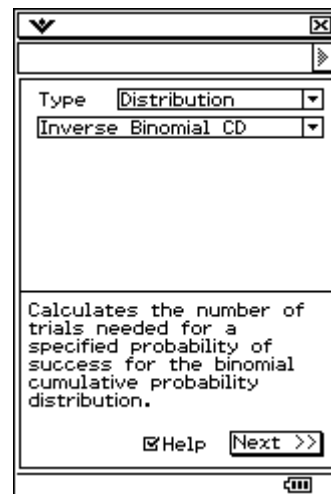 Type Distribution
Inverse Binomial CD
Calculates the number of
trials needed for a
specified probability of
success for the binomial
cumulative probability
distribution.
Help Next >>